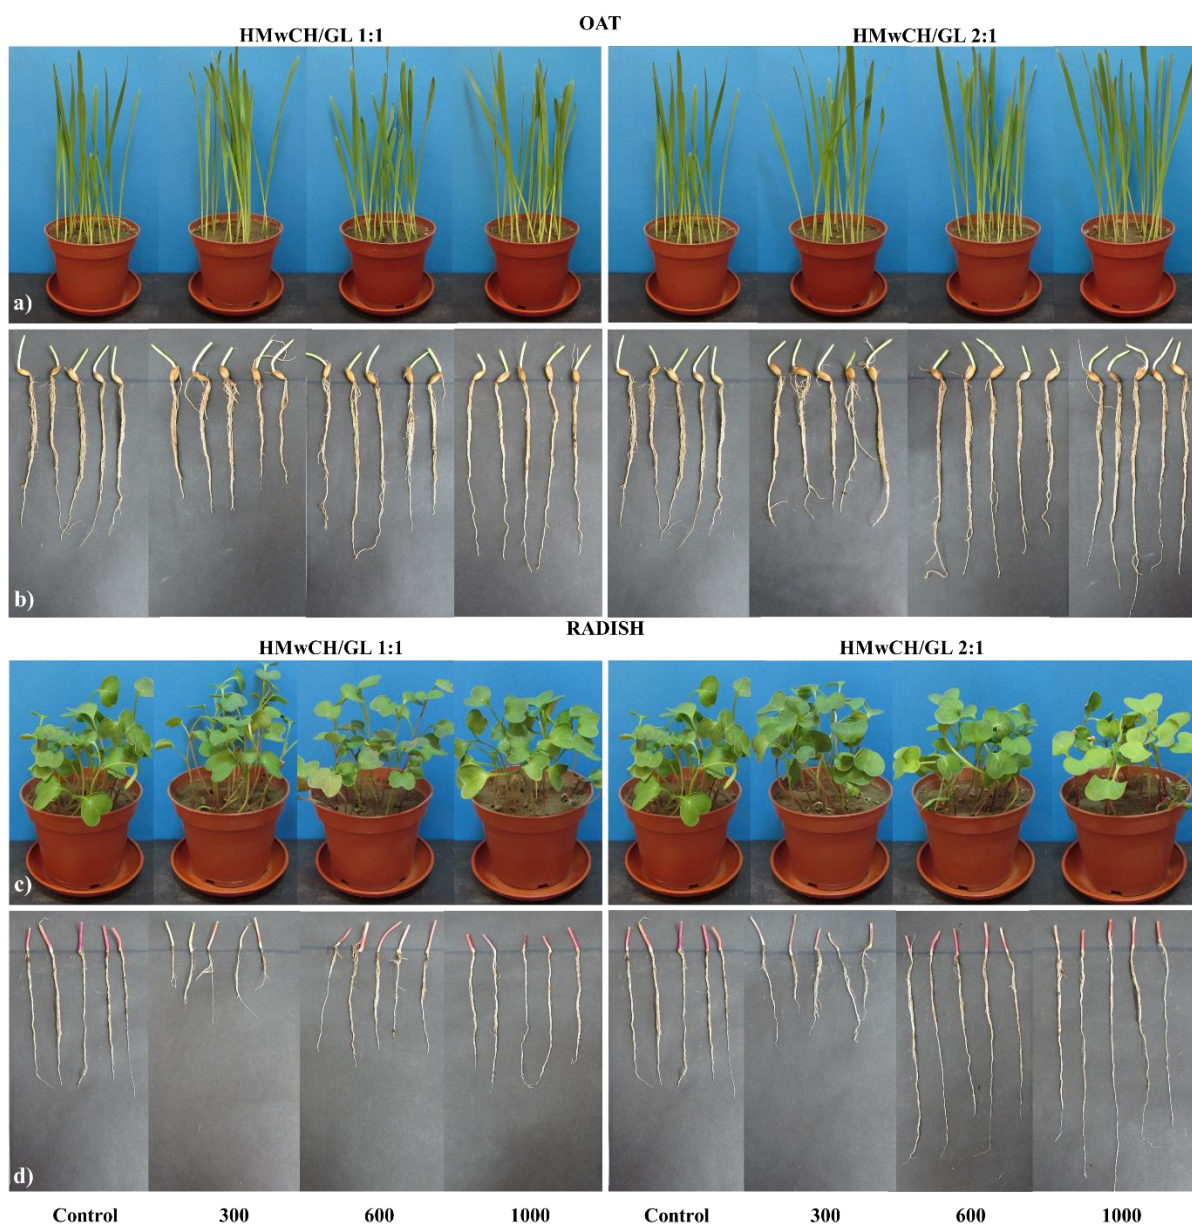 OAT
HMwCH/GL 1:1 HMwCH/GL 2:1
a)
b)
RADISH
HMwCH/GL 1:1 HMwCH/GL 2:1
c)
d)
Control 300 600 1000 Control 300 600 1000